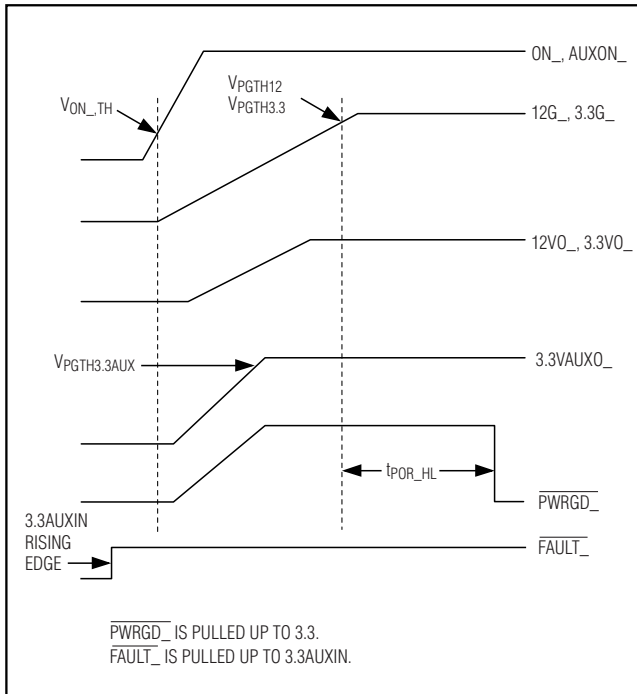 ON_, AUXON_
V_ON_,TH
V_PGTH12
V_PGTH3.3
12G_, 3.3G_
12VO_, 3.3VO_
V_PGTH3.3AUX
3.3VAUXO_
t_POR_HL
PWRGD_
3.3AUXIN
RISING
EDGE
FAULT_
PWRGD_ IS PULLED UP TO 3.3.
FAULT_ IS PULLED UP TO 3.3AUXIN.